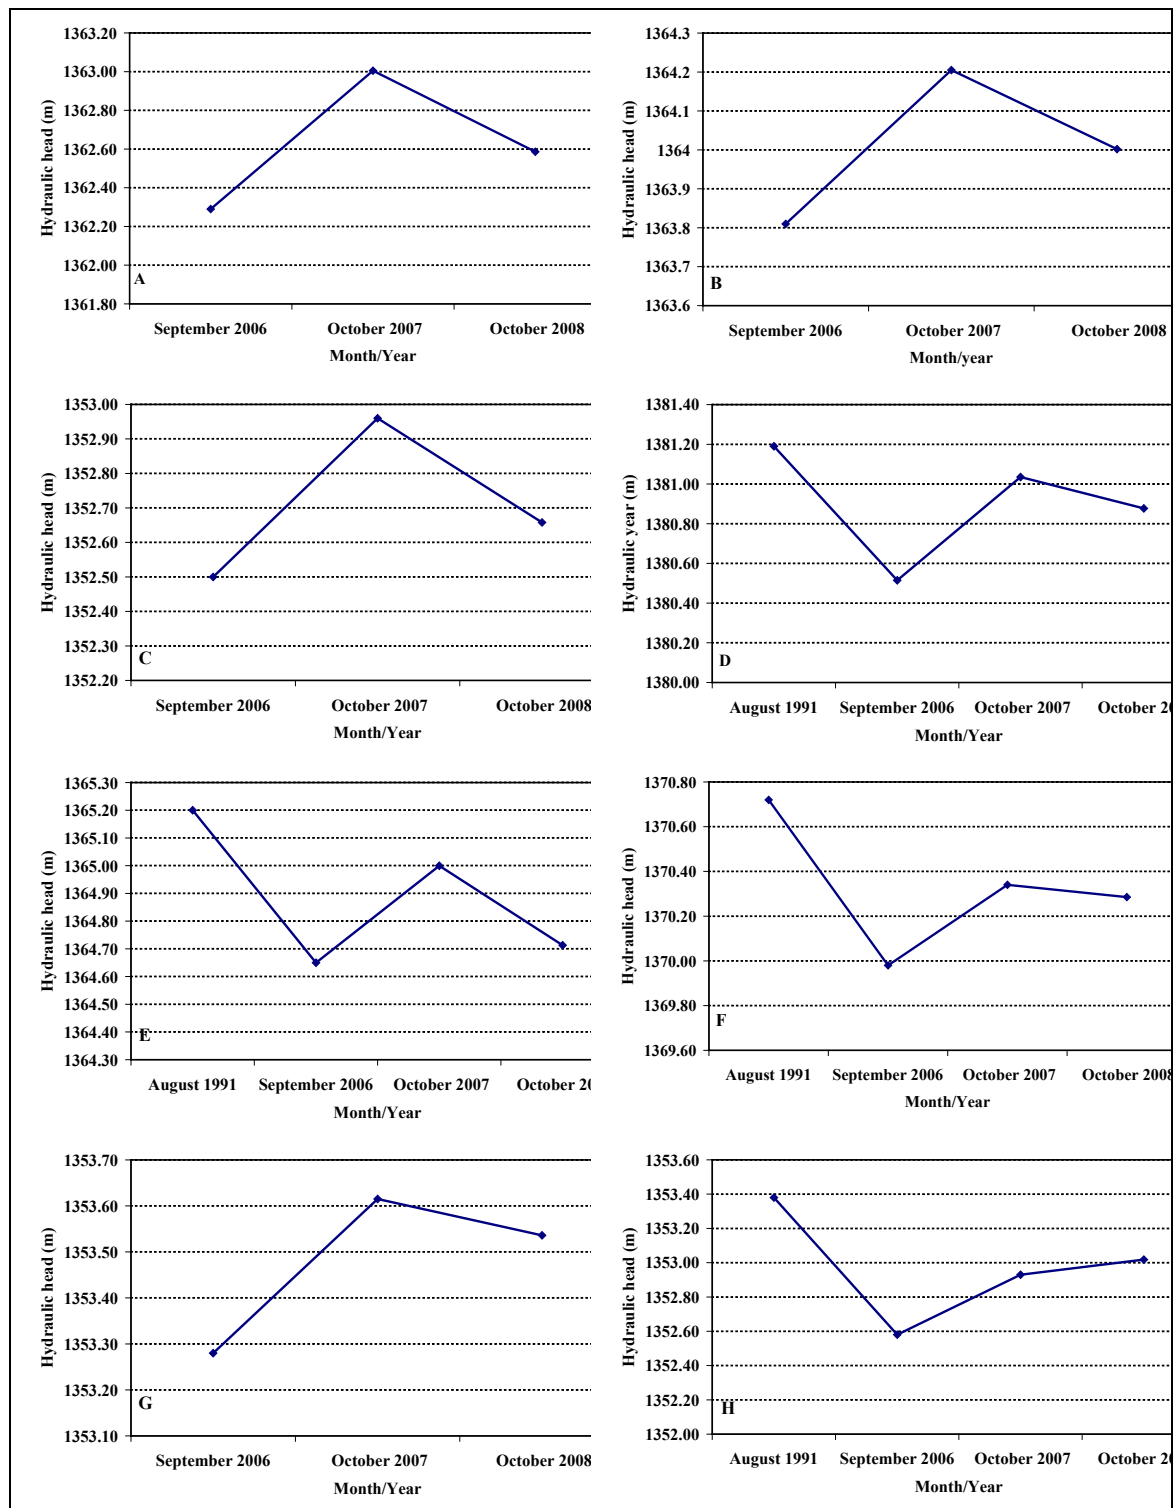 1363.20
1363.00
1362.80
1362.60
1362.40
1362.20
1362.00
1361.80
Hydraulic head (m)
A
September 2006 October 2007 October 2008
Month/Year
1364.3
1364.2
1364.1
1364
1363.9
1363.8
1363.7
1363.6
Hydraulic head (m)
B
September 2006 October 2007 October 2008
Month/year
1353.00
1352.90
1352.80
1352.70
1352.60
1352.50
1352.40
1352.30
1352.20
Hydraulic head (m)
C
September 2006 October 2007 October 2008
Month/Year
1381.40
1381.20
1381.00
1380.80
1380.60
1380.40
1380.20
1380.00
Hydraulic year (m)
D
August 1991 September 2006 October 2007 October 20
Month/Year
1365.30
1365.20
1365.10
1365.00
1364.90
1364.80
1364.70
1364.60
1364.50
1364.40
1364.30
Hydraulic head (m)
E
August 1991 September 2006 October 2007 October 20
Month/Year
1370.80
1370.60
1370.40
1370.20
1370.00
1369.80
1369.60
Hydraulic head (m)
F
August 1991 September 2006 October 2007 October 2008
Month/Year
1353.70
1353.60
1353.50
1353.40
1353.30
1353.20
1353.10
Hydraulic head (m)
G
September 2006 October 2007 October 2008
Month/Year
1353.60
1353.40
1353.20
1353.00
1352.80
1352.60
1352.40
1352.20
1352.00
Hydraulic head (m)
H
August 1991 September 2006 October 2007 October 20
Month/Year